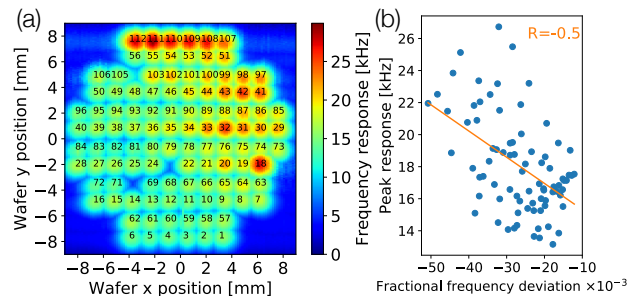 (a)
112 111 110 109 108 107
56 55 54 53 52 51
106 105 103 102 101 100 99 98 97
50 49 48 47 46 45 44 43 42 41
96 95 94 93 92 91 90 89 88 87 86 85
40 39 38 37 36 35 34 33 32 31 30 29
84 83 82 81 80 79 78 77 76 75 74 73
28 27 26 25 24 22 21 20 19 18
72 71 69 68 67 66 65 64 63
16 15 14 13 12 11 10 9 8 7
62 61 60 59 58 57
6 5 4 3 2 1
8
6
4
2
0
−2
−4
−6
−8
Wafer y position [mm]
−8 −6 −4 −2 0 2 4 6 8
Wafer x position [mm]
25
20
15
10
5
0
Frequency response [kHz]
(b)
R=-0.5
26
24
22
20
18
16
14
Peak response [kHz]
−50 −40 −30 −20 −10
Fractional frequency deviation ×10⁻³